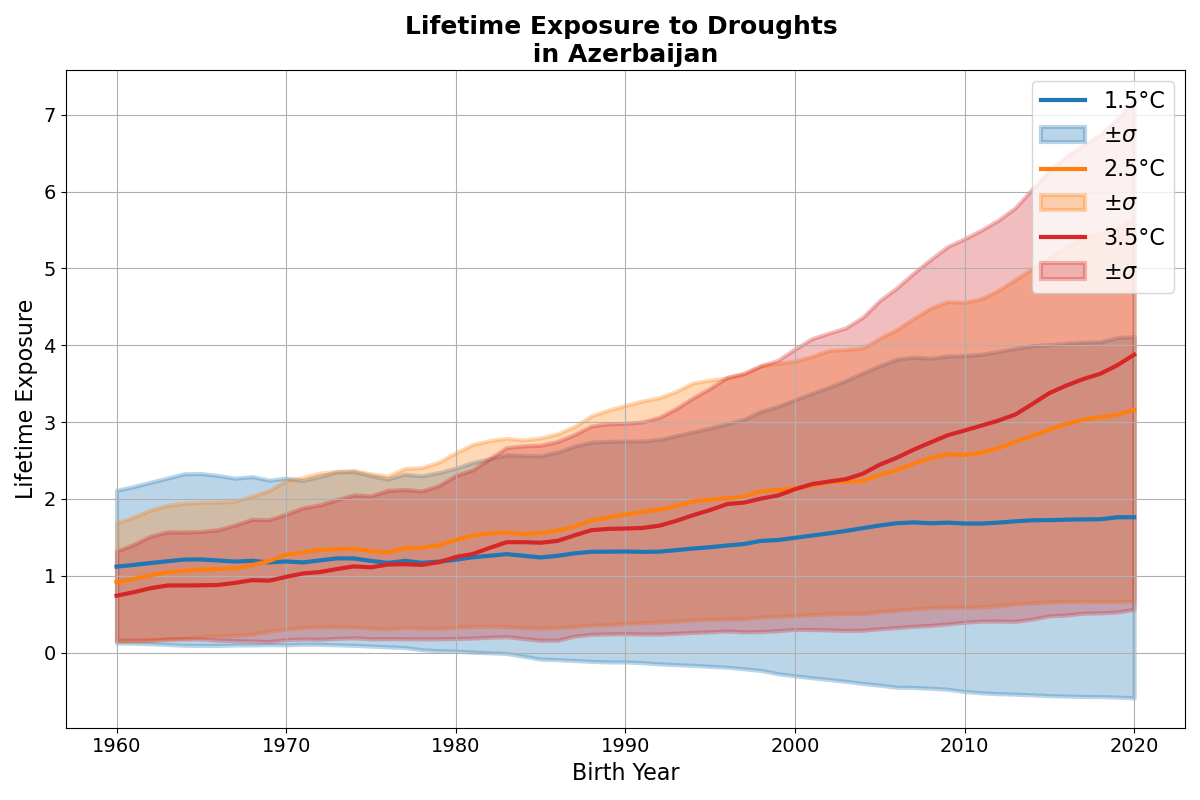 Lifetime Exposure to Droughts
in Azerbaijan
1.5°C
±σ
2.5°C
±σ
3.5°C
±σ
Lifetime Exposure
7
6
5
4
3
2
1
0
1960 1970 1980 1990 2000 2010 2020
Birth Year